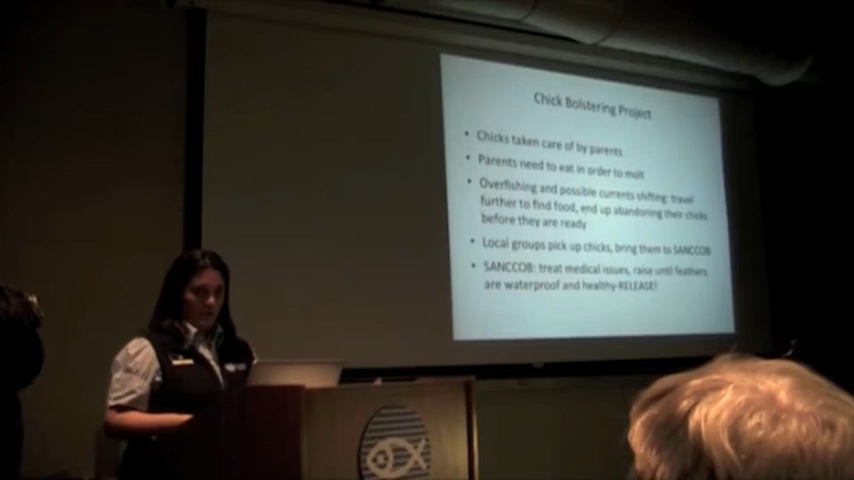 Chick Bolstering Project
• Chicks taken care of by parents
• Parents need to eat in order to molt
• Overfishing and possible currents shifting: travel
further to find food, end up abandoning their chicks
before they are ready
• Local groups pick up chicks, bring them to SANCCOB
• SANCCOB: treat medical issues, raise until feathers
are waterproof and healthy-RELEASE!